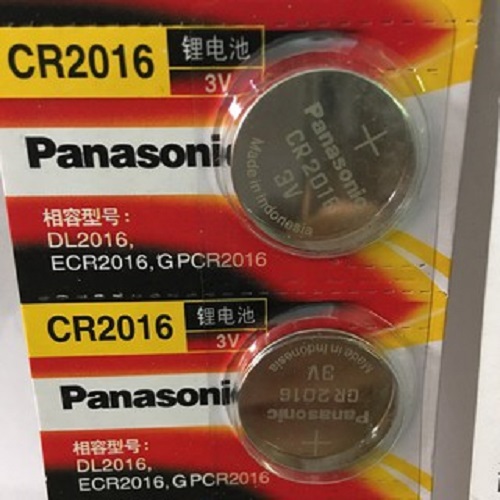 CR2016 锂电池
3V
Panasonic
相容型号:
DL2016,
ECR2016, GPCR2016
Panasonic
CR2016
3V
Made in Indonesia
+
CR2016 锂电池
3V
Panasonic
相容型号:
DL2016,
ECR2016, GPCR2016
Made in Indonesia
3V
CR2016
Panasonic
+